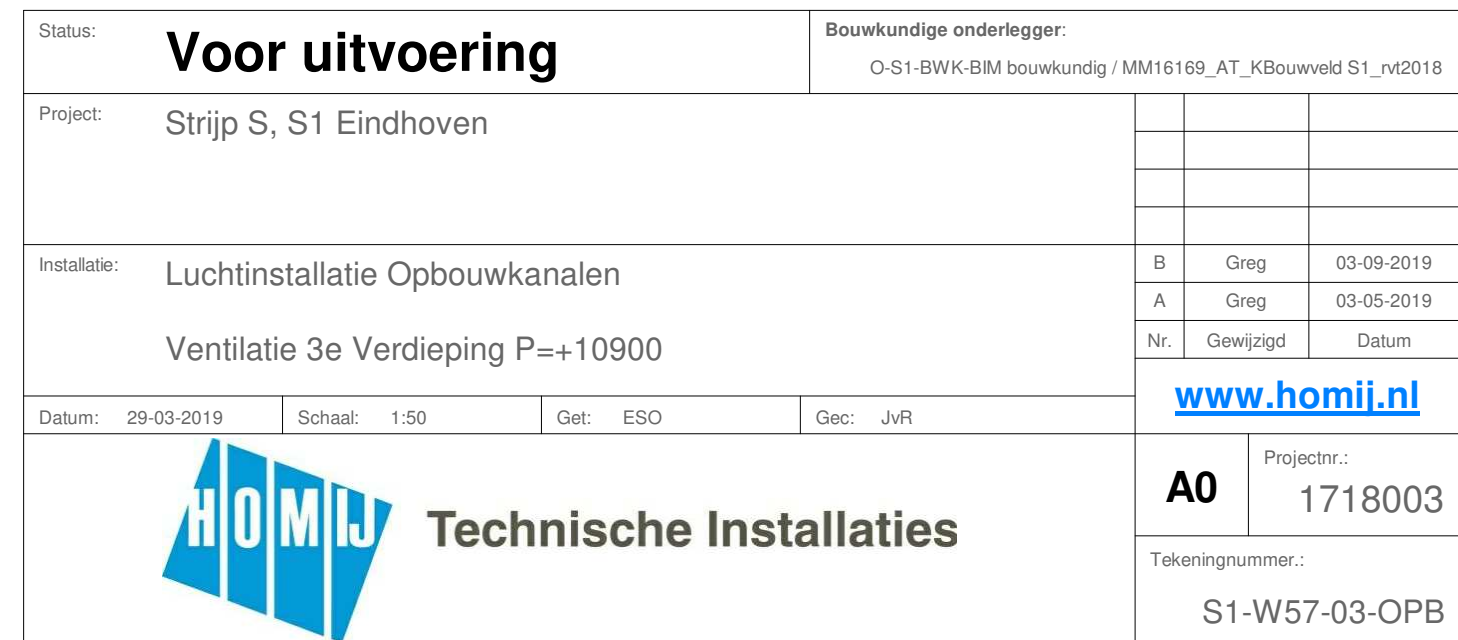 Status:
Voor uitvoering
Bouwkundige onderlegger:
O-S1-BWK-BIM bouwkundig / MM16169_AT_KBouwveld S1_rvt2018
Project:
Strijp S, S1 Eindhoven
Installatie:
Luchtinstallatie Opbouwkanalen
Ventilatie 3e Verdieping P=+10900
B Greg 03-09-2019
A Greg 03-05-2019
Nr. Gewijzigd Datum
www.homij.nl
Datum: 29-03-2019 Schaal: 1:50 Get: ESO Gec: JvR
HOMIJ
Technische Installaties
A0
Projectnr.:
1718003
Tekeningnummer.:
S1-W57-03-OPB